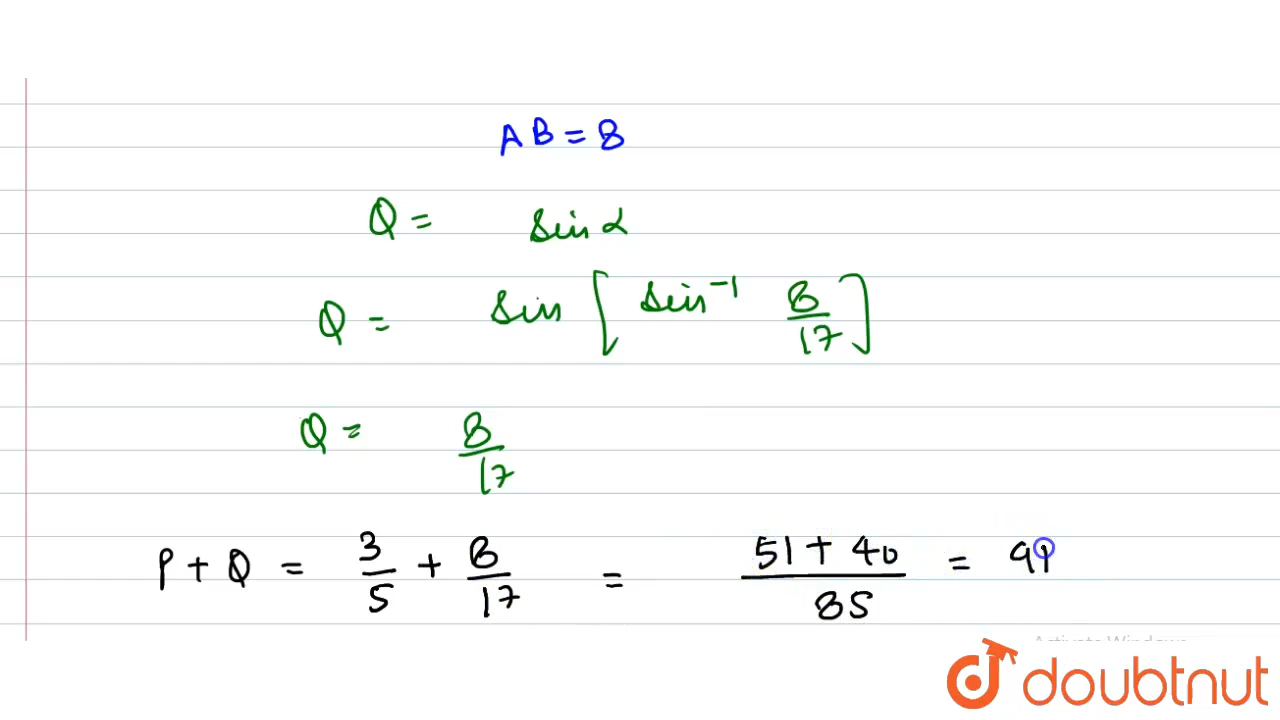 AB = 8
Q = sin α
Q = sin [ sin⁻¹ 8/17 ]
Q = 8/17
P + Q = 3/5 + 8/17 = 51 + 40/85 = 91
doubtnut